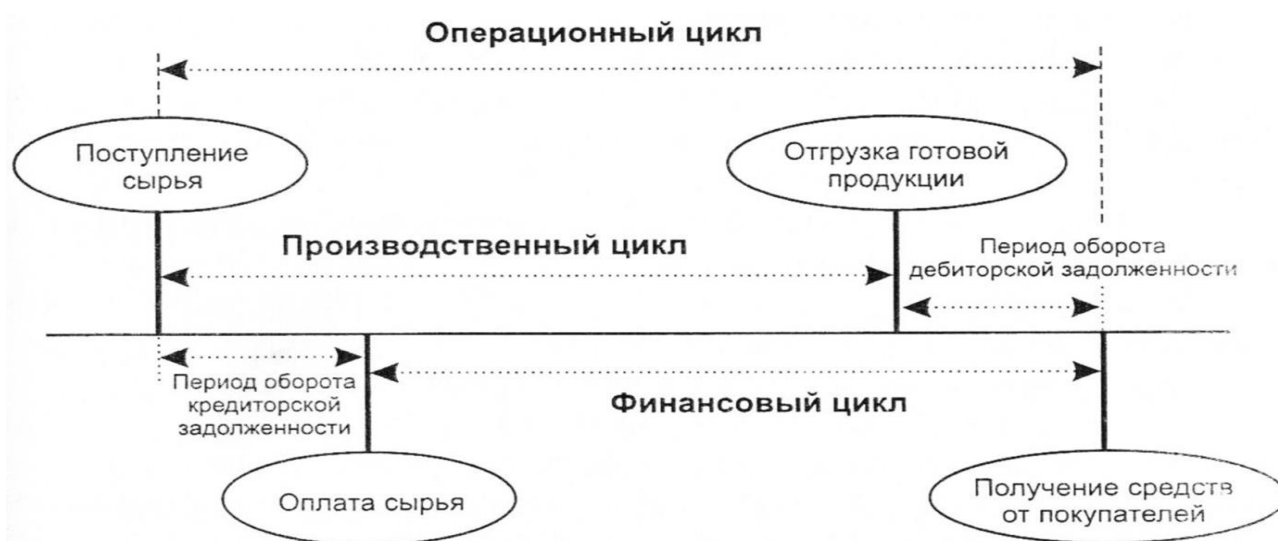 Операционный цикл
Поступление
сырья
Отгрузка готовой
продукции
Производственный цикл
Период оборота
дебиторской задолженности
Период оборота
кредиторской
задолженности
Финансовый цикл
Оплата сырья
Получение средств
от покупателей